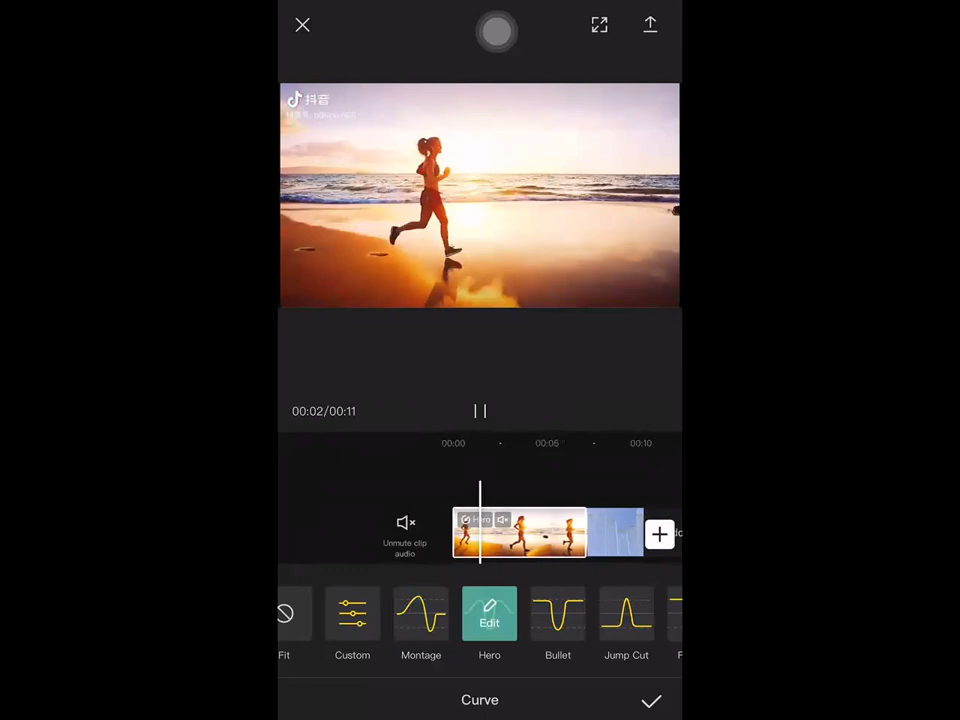 抖音
00:02/00:11
00:00
00:05
00:10
Hero
Unmute clip
audio
Edit
Fit
Custom
Montage
Hero
Bullet
Jump Cut
Curve